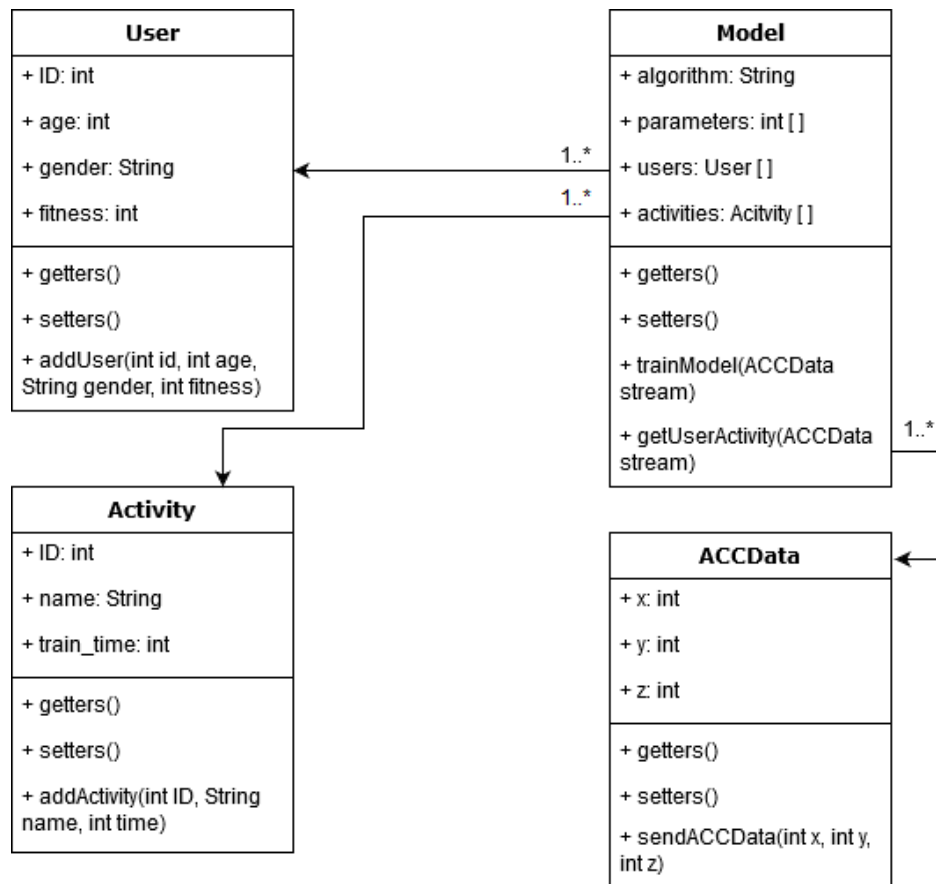 User
+ ID: int
+ age: int
+ gender: String
+ fitness: int
+ getters()
+ setters()
+ addUser(int id, int age,
String gender, int fitness)
1..*
1..*
Model
+ algorithm: String
+ parameters: int [ ]
+ users: User [ ]
+ activities: Acitvity [ ]
+ getters()
+ setters()
+ trainModel(ACCData
stream)
+ getUserActivity(ACCData
stream)
1..*
Activity
+ ID: int
+ name: String
+ train_time: int
+ getters()
+ setters()
+ addActivity(int ID, String
name, int time)
ACCData
+ x: int
+ y: int
+ z: int
+ getters()
+ setters()
+ sendACCData(int x, int y,
int z)